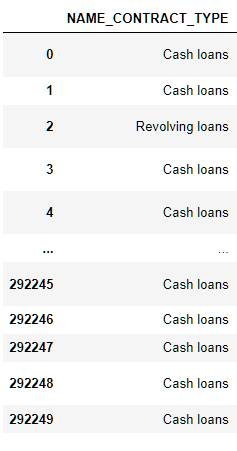 NAME_CONTRACT_TYPE
0 Cash loans
1 Cash loans
2 Revolving loans
3 Cash loans
4 Cash loans
... ...
292245 Cash loans
292246 Cash loans
292247 Cash loans
292248 Cash loans
292249 Cash loans